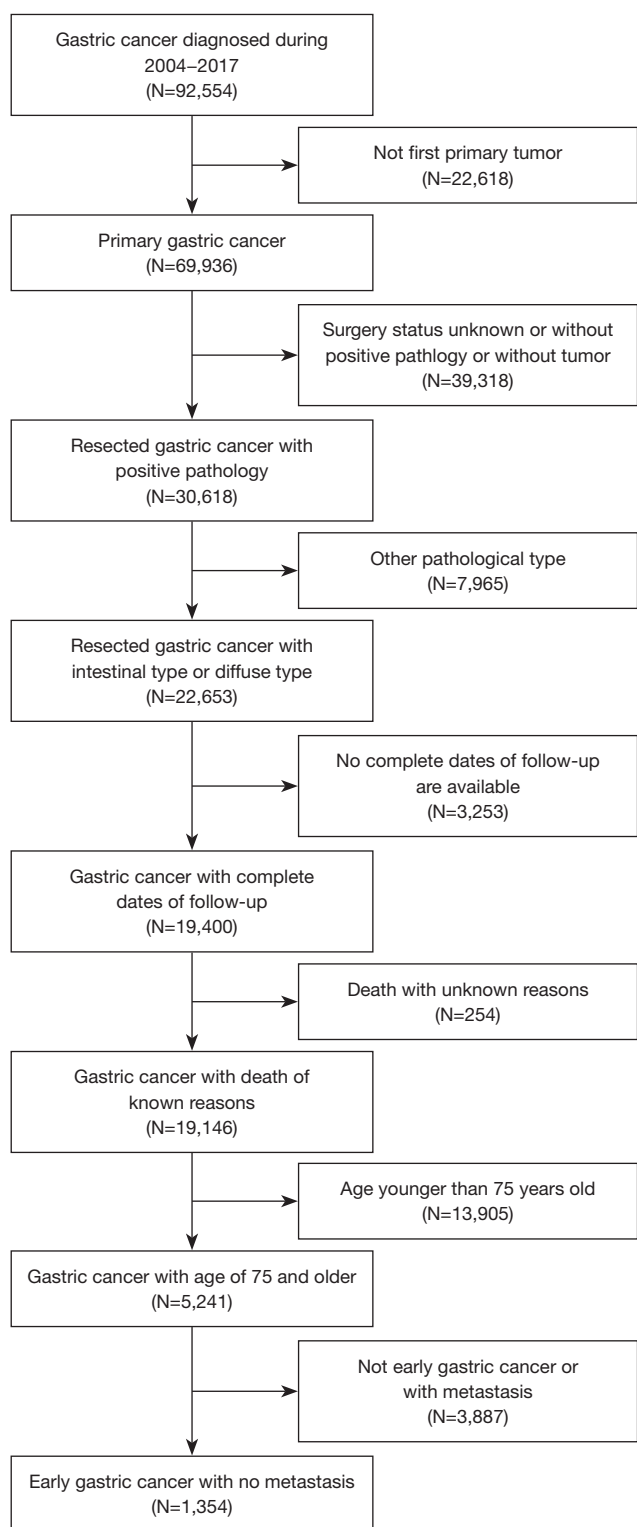 Gastric cancer diagnosed during
2004–2017
(N=92,554)
Not first primary tumor
(N=22,618)
Primary gastric cancer
(N=69,936)
Surgery status unknown or without
positive pathlogy or without tumor
(N=39,318)
Resected gastric cancer with
positive pathology
(N=30,618)
Other pathological type
(N=7,965)
Resected gastric cancer with
intestinal type or diffuse type
(N=22,653)
No complete dates of follow-up
are available
(N=3,253)
Gastric cancer with complete
dates of follow-up
(N=19,400)
Death with unknown reasons
(N=254)
Gastric cancer with death of
known reasons
(N=19,146)
Age younger than 75 years old
(N=13,905)
Gastric cancer with age of 75 and older
(N=5,241)
Not early gastric cancer or
with metastasis
(N=3,887)
Early gastric cancer with no metastasis
(N=1,354)